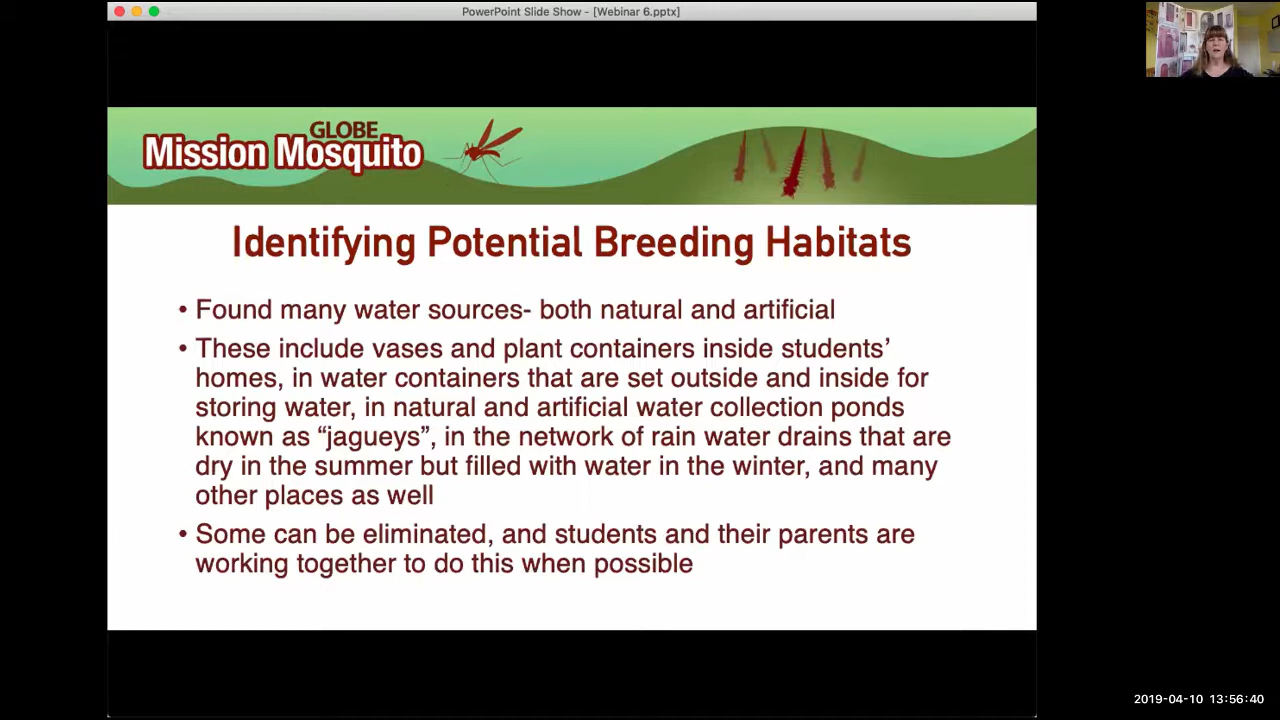 PowerPoint Slide Show - [Webinar 6.pptx]
GLOBE
Mission Mosquito
Identifying Potential Breeding Habitats
• Found many water sources- both natural and artificial
• These include vases and plant containers inside students’
homes, in water containers that are set outside and inside for
storing water, in natural and artificial water collection ponds
known as “jagueys”, in the network of rain water drains that are
dry in the summer but filled with water in the winter, and many
other places as well
• Some can be eliminated, and students and their parents are
working together to do this when possible
2019-04-10 13:56:40